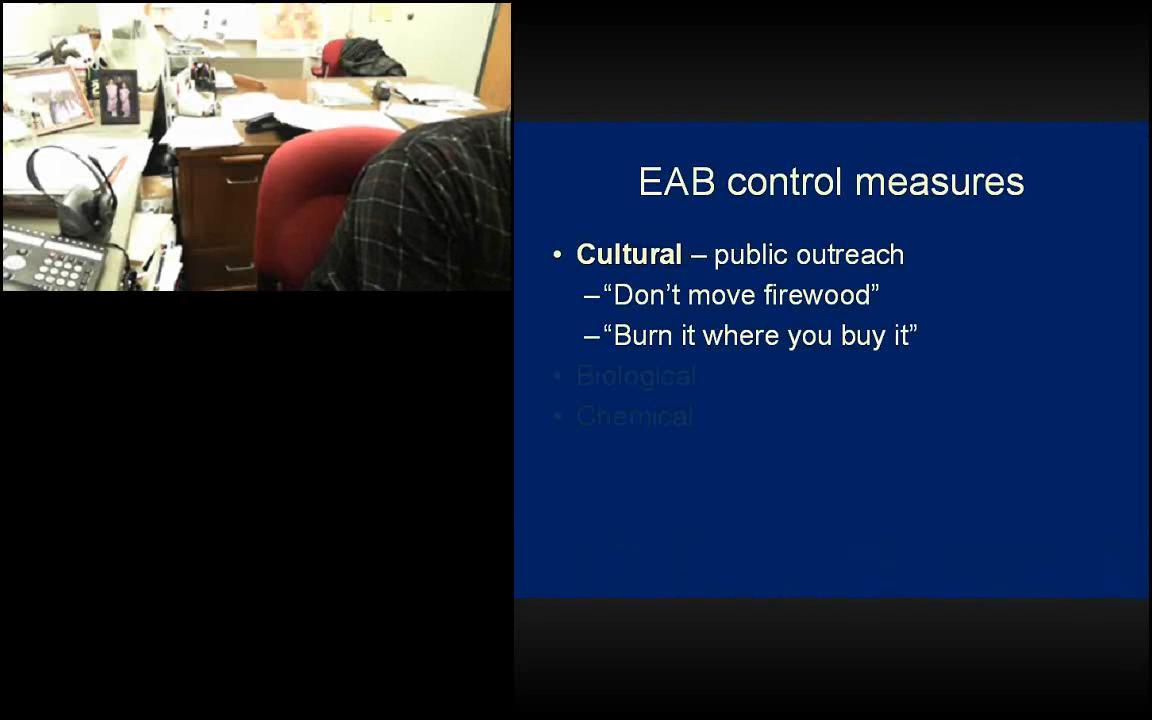 EAB control measures
• Cultural – public outreach
–“Don’t move firewood”
–“Burn it where you buy it”
• Biological
• Chemical